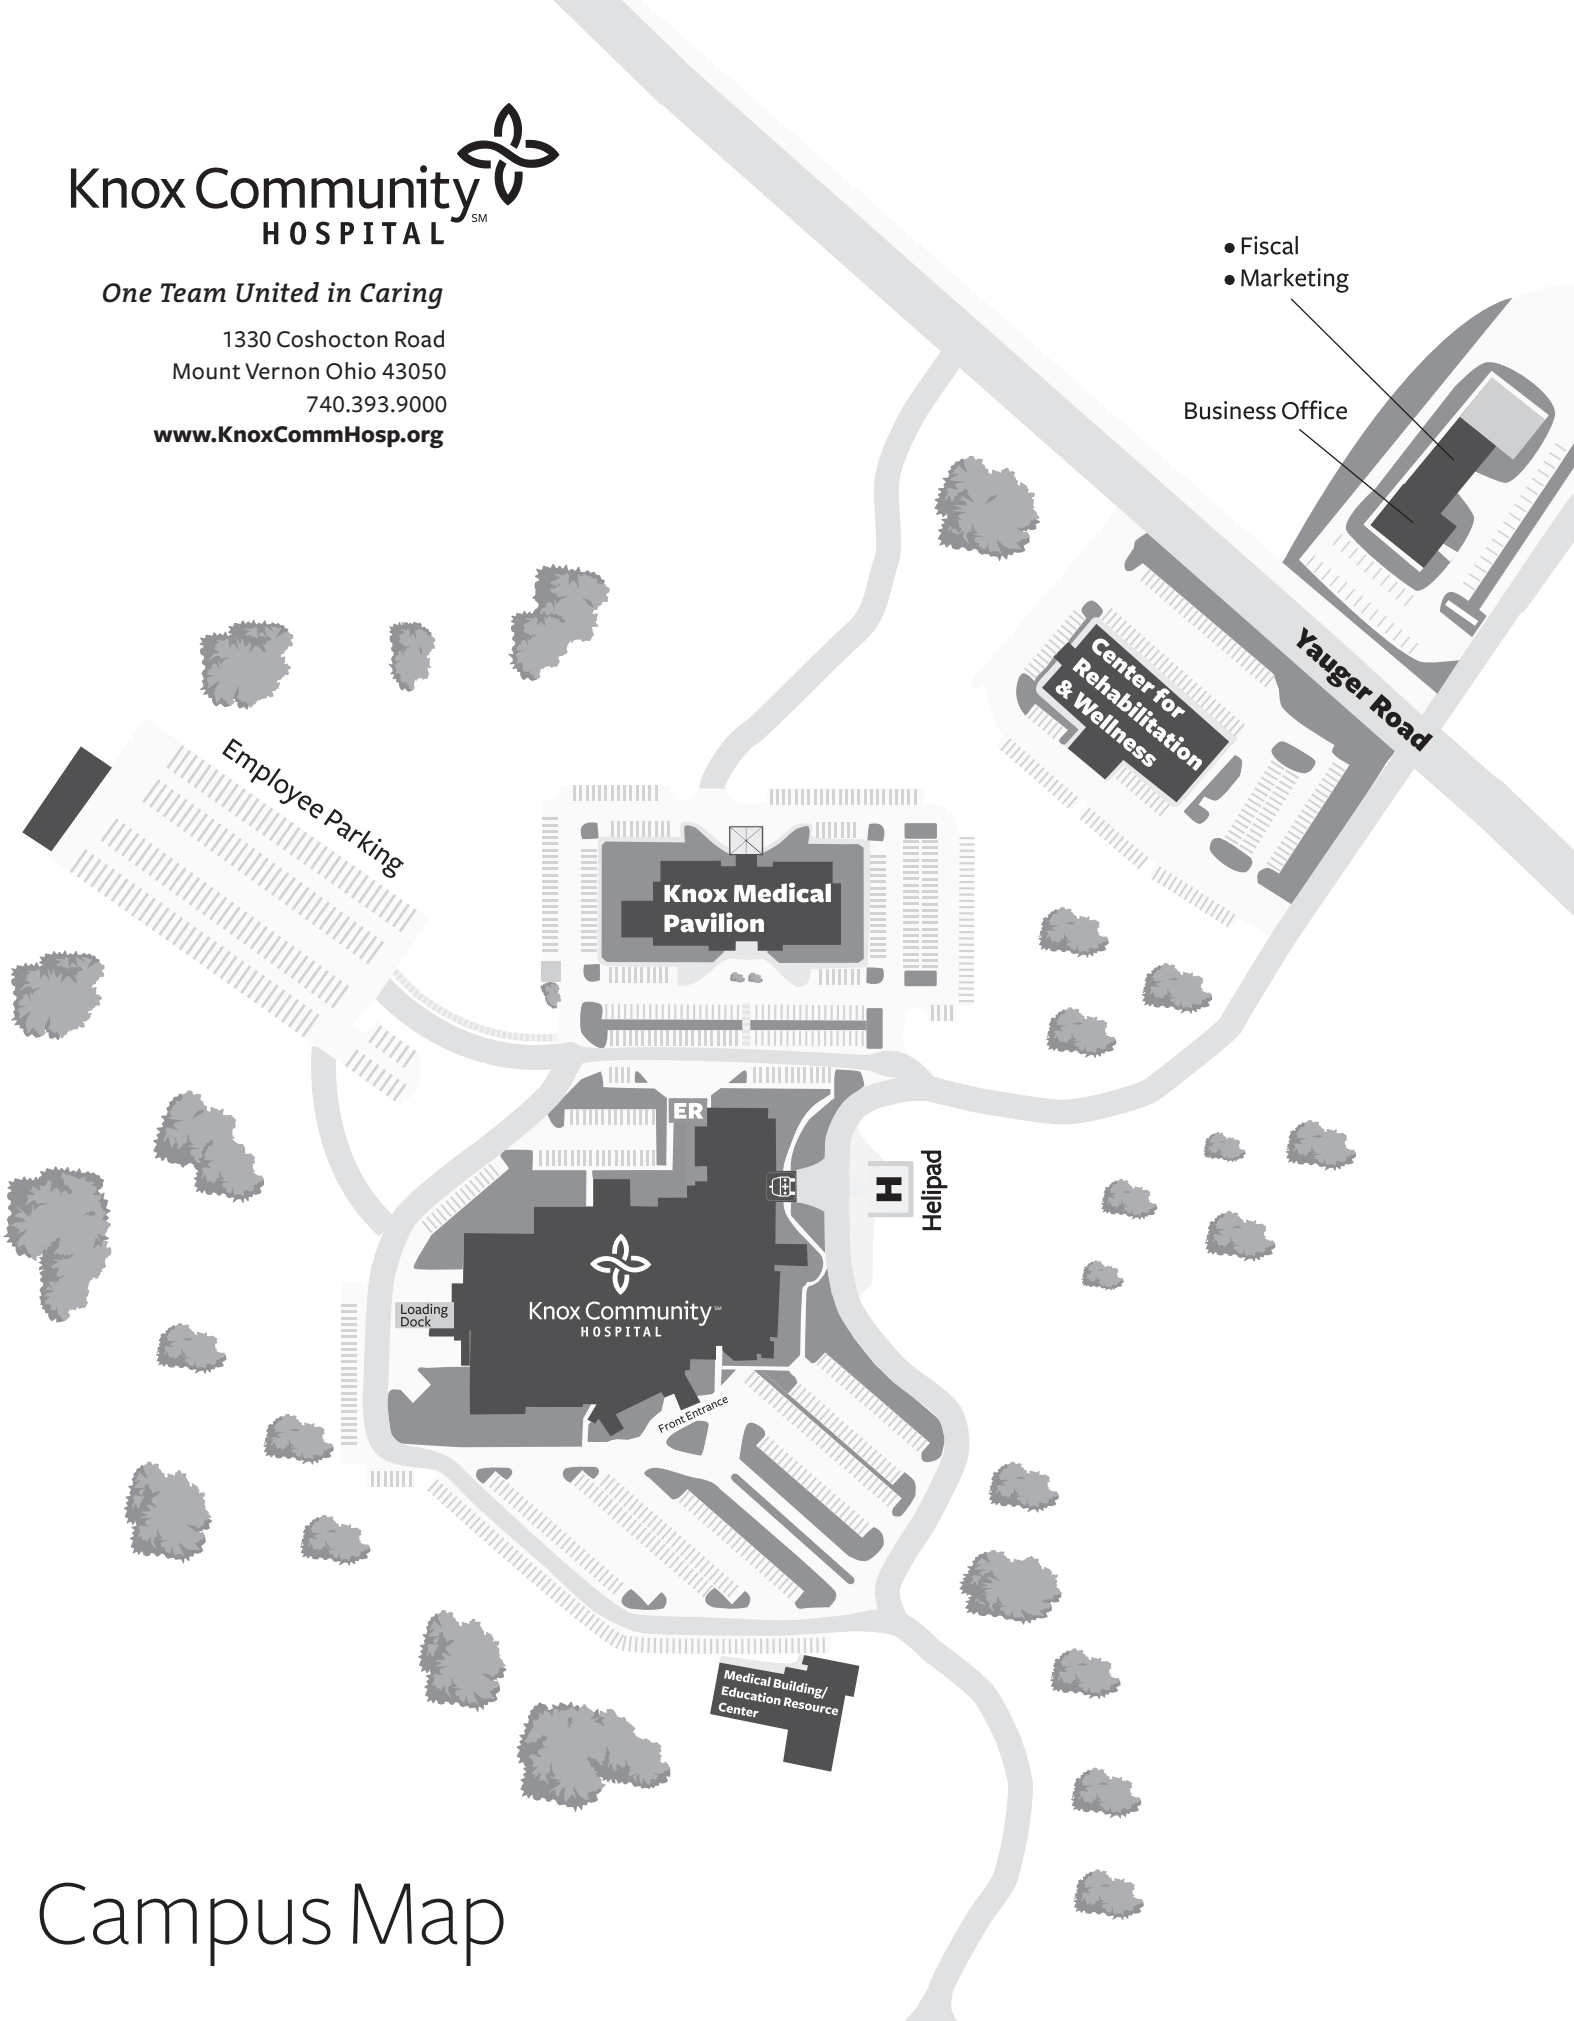 Knox Community
HOSPITAL
SM
One Team United in Caring
1330 Coshocton Road
Mount Vernon Ohio 43050
740.393.9000
www.KnoxCommHosp.org
• Fiscal
• Marketing
Business Office
Yauger Road
Center for
Rehabilitation
& Wellness
Employee Parking
Knox Medical
Pavilion
ER
H
Helipad
Knox Community
SM
HOSPITAL
Loading
Dock
Front Entrance
Medical Building/
Education Resource
Center
Campus Map